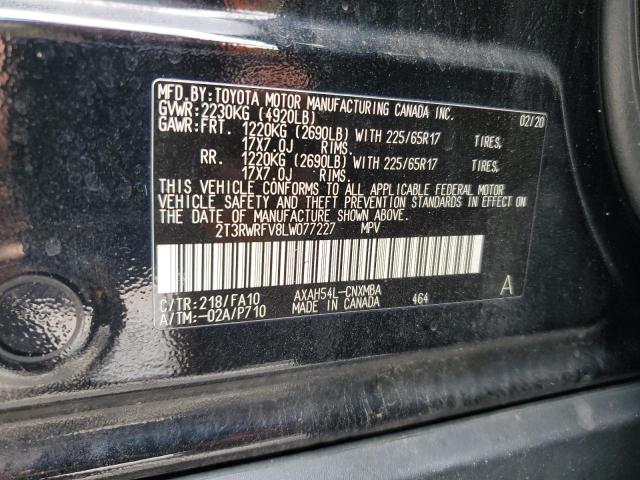 MFD.BY:TOYOTA MOTOR MANUFACTURING CANADA INC.
GVWR:2230KG (4920LB) 02/20
GAWR:FRT. 1220KG (2690LB) WITH 225/65R17 TIRES,
17X7.0J RIMS.
RR. 1220KG (2690LB) WITH 225/65R17 TIRES,
17X7.0J RIMS.
THIS VEHICLE CONFORMS TO ALL APPLICABLE FEDERAL MOTOR
VEHICLE SAFETY AND THEFT PREVENTION STANDARDS IN EFFECT
ON THE DATE OF MANUFACTURE SHOWN ABOVE.
2T3RWRFV8LW077227 MPV
C/TR:218/FA10 AXAH54L-CNXMBA 464 A
A/TM:-02A/P710 MADE IN CANADA